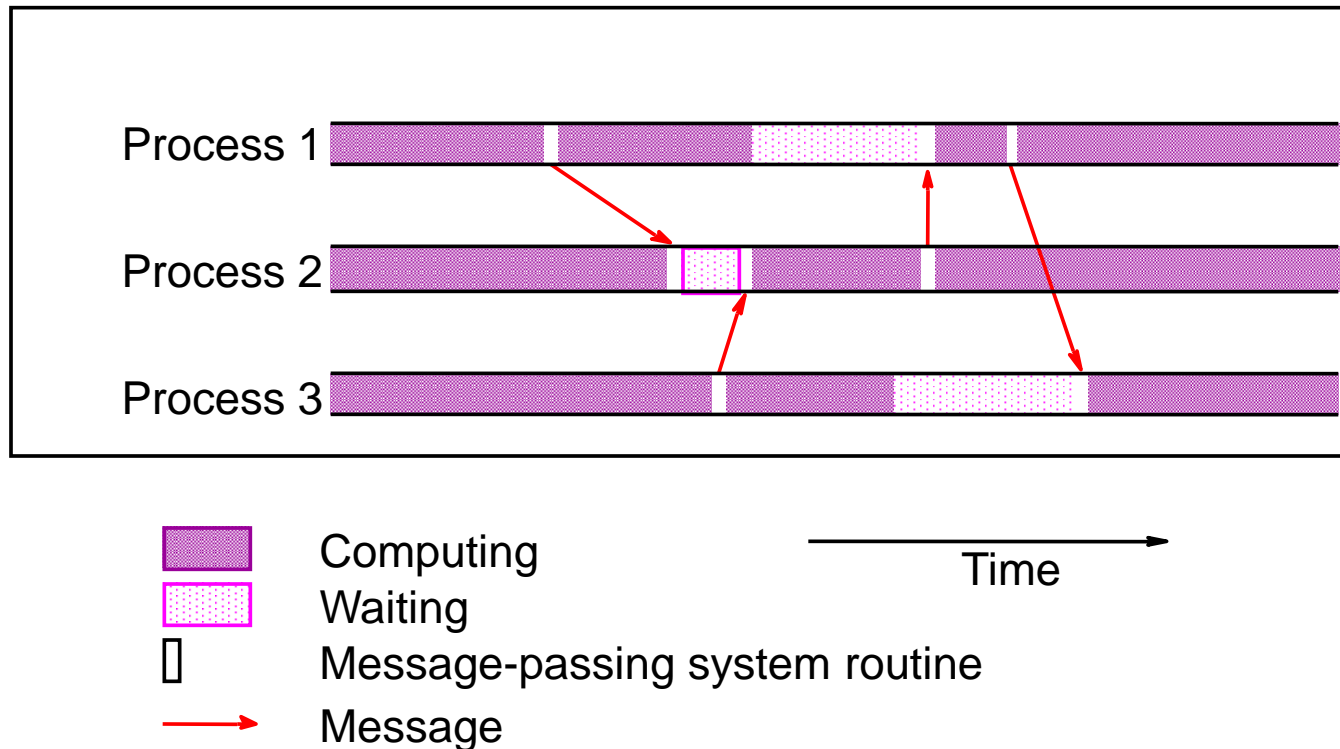 Process 1
Process 2
Process 3
Computing
Time
Waiting
Message-passing system routine
Message